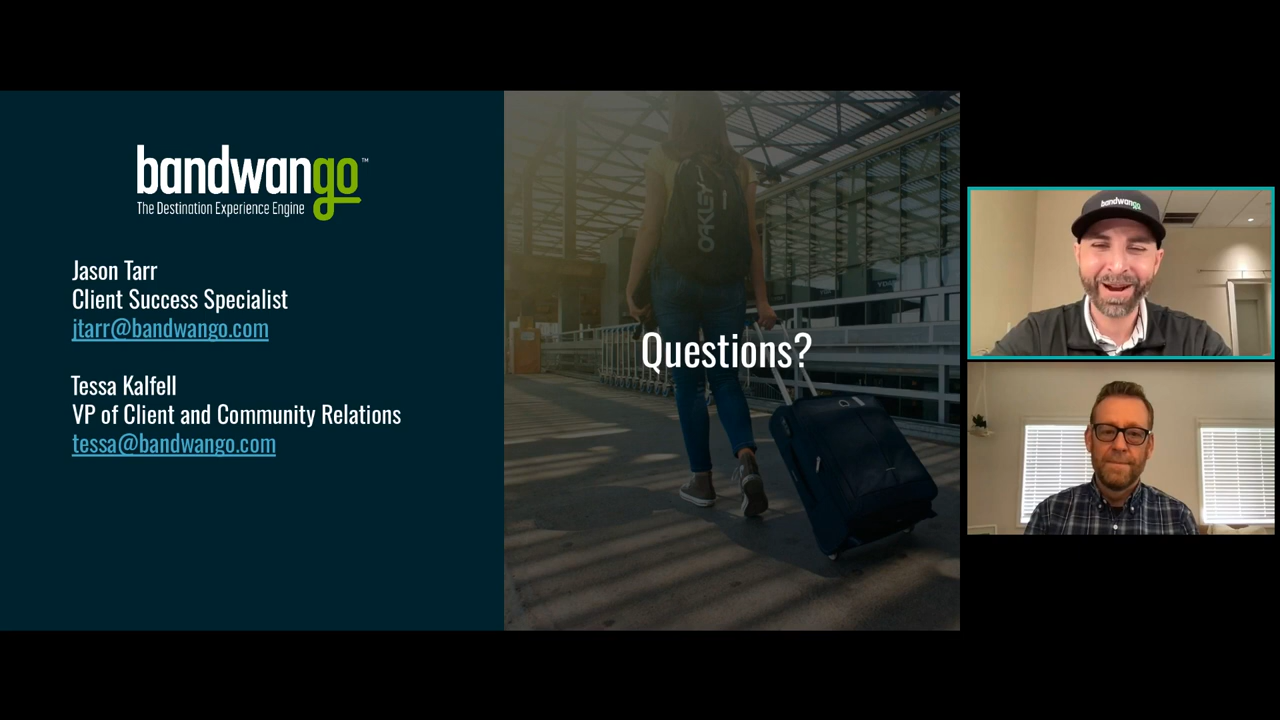 bandwango™
The Destination Experience Engine
Jason Tarr
Client Success Specialist
jtarr@bandwango.com
Tessa Kalfell
VP of Client and Community Relations
tessa@bandwango.com
OAKLEY
Questions?
bandwango